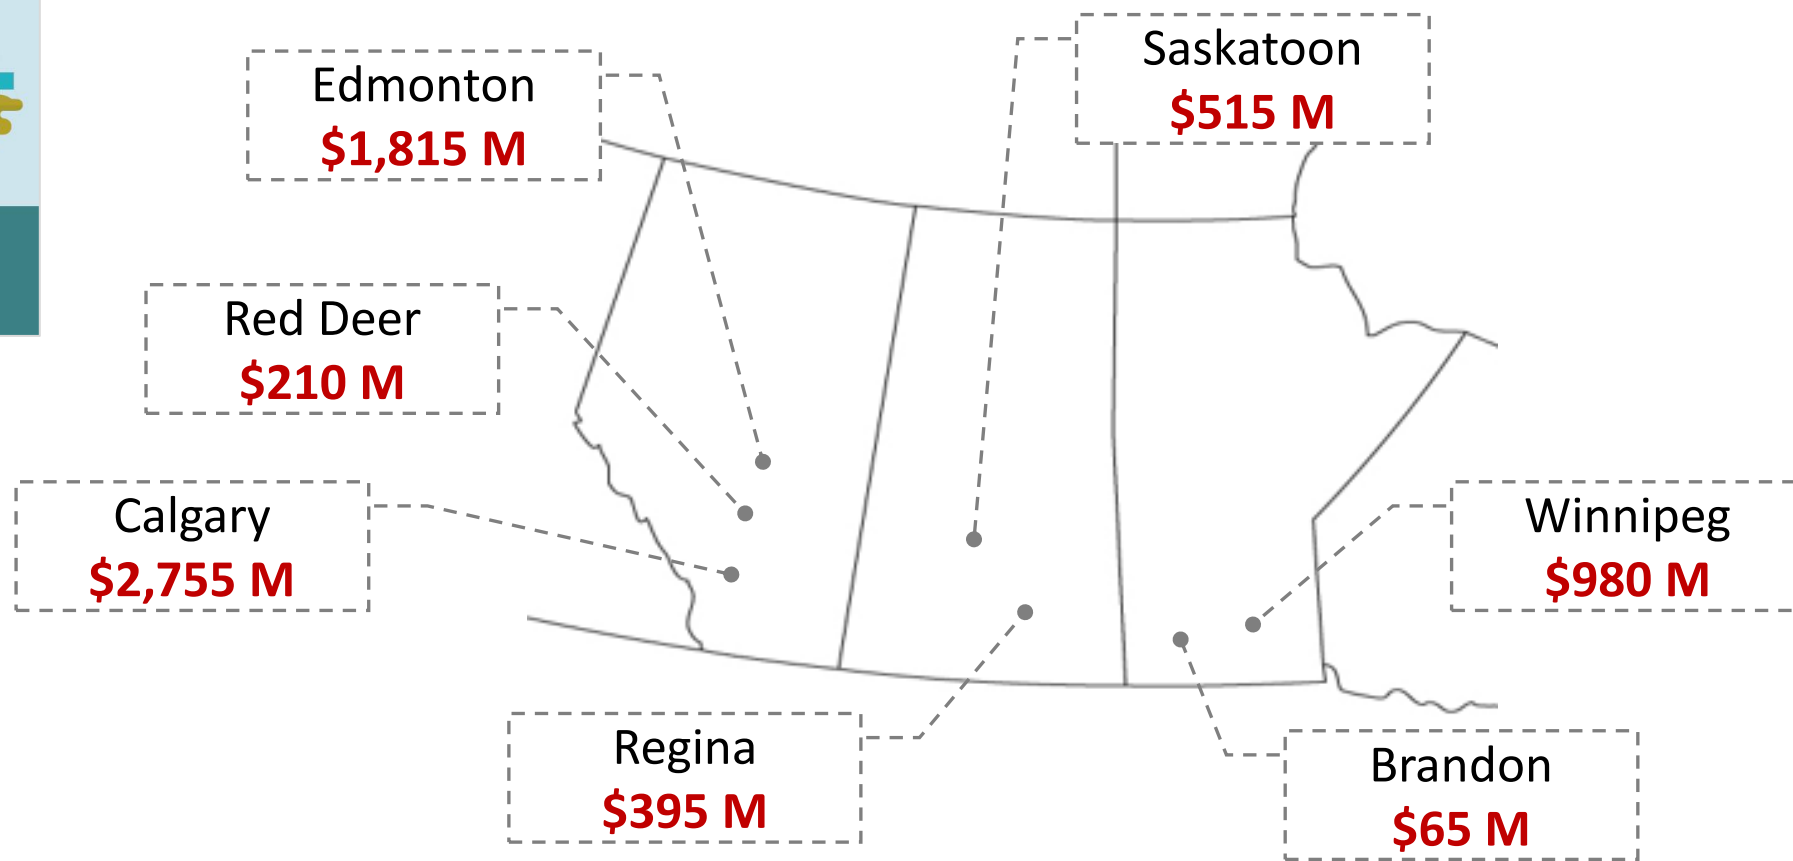 Saskatoon
$515 M
Edmonton
$1,815 M
Red Deer
$210 M
Calgary
$2,755 M
Winnipeg
$980 M
Regina
$395 M
Brandon
$65 M